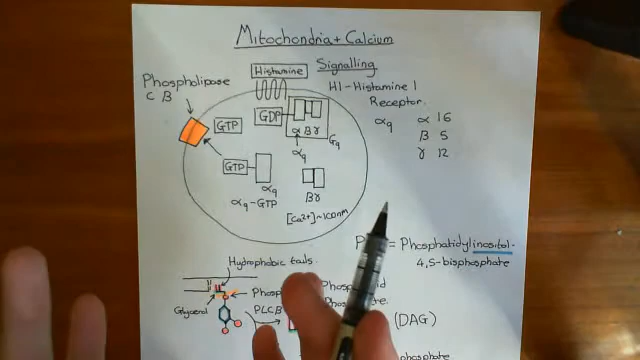 Mitochondria + Calcium
Signalling
Phospholipase
C β
Histamine
H1-Histamine 1
Receptor.
GTP
GDP
α β γ
Gq
αq
αq
α 16
β 5
γ 12
GTP
αq
αq-GTP
βγ
[Ca2+]~100nM
= Phosphatidylinositol-
4,5-bisphosphate
Hydrophobic tails.
Glycerol
PLCβ
(DAG)